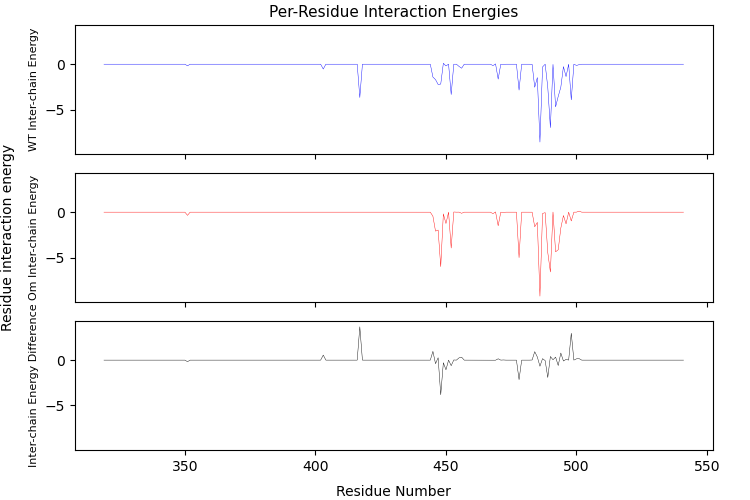 Per-Residue Interaction Energies
Residue interaction energy
WT Inter-chain Energy
0
−5
Om Inter-chain Energy
0
−5
Inter-chain Energy Difference
0
−5
350
400
450
500
550
Residue Number